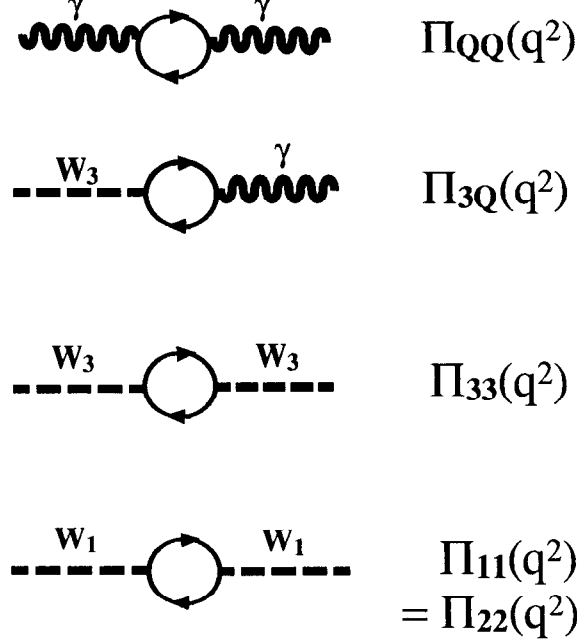 γ γ Π_QQ(q²)
W₃ γ Π_3Q(q²)
W₃ W₃ Π_33(q²)
W₁ W₁ Π_11(q²)
= Π_22(q²)